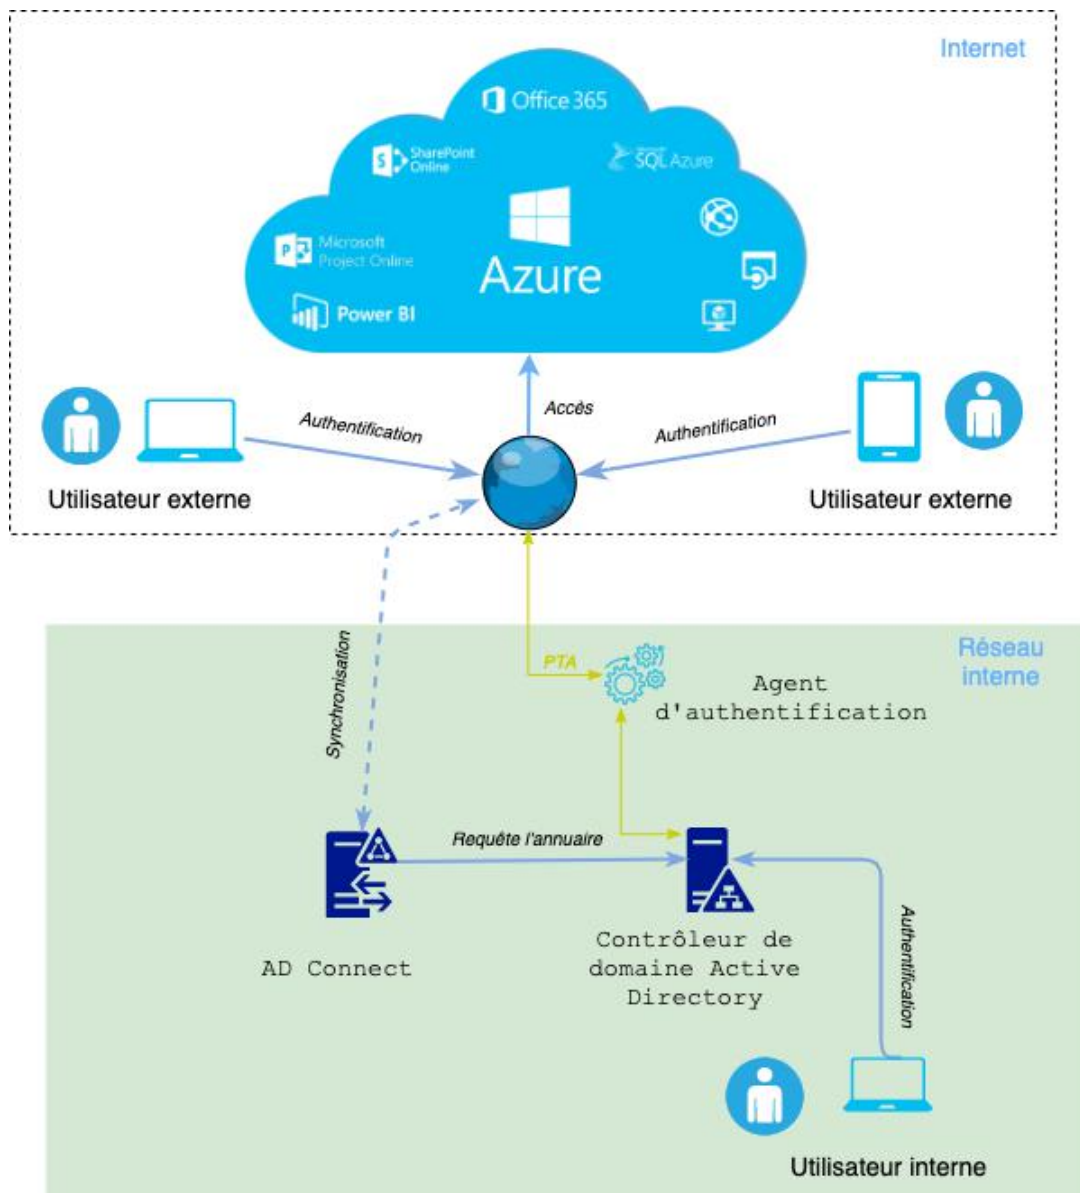 Internet
Office 365
SharePoint
Online
Microsoft
SQL Azure
Microsoft
Project Online
Azure
Power BI
Accès
Authentification
Authentification
Utilisateur externe
Utilisateur externe
Synchronisation
PTA
Réseau
interne
Agent
d'authentification
Requête l'annuaire
AD Connect
Contrôleur de
domaine Active
Directory
Authentification
Utilisateur interne